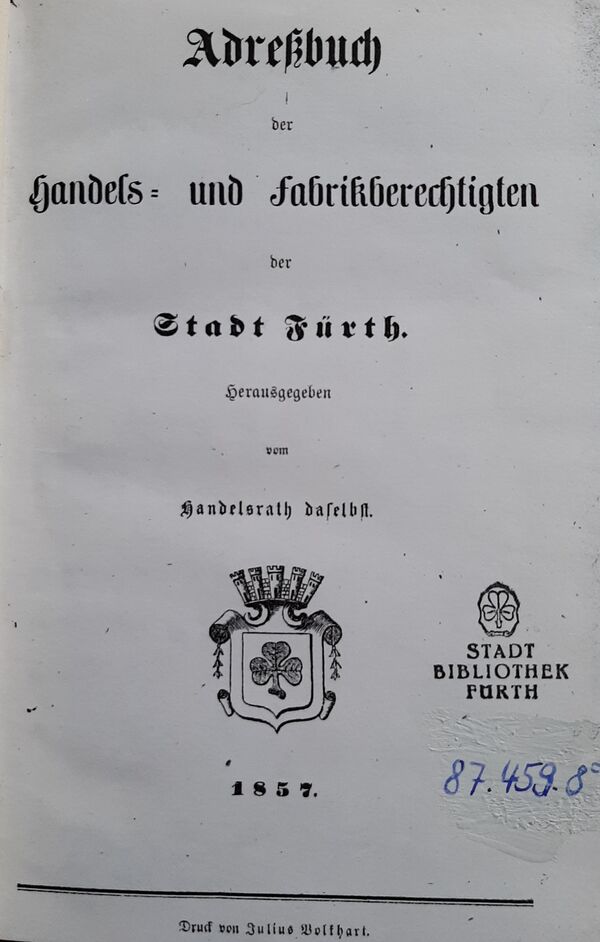 Adreßbuch
der
Handels= und Fabrikberechtigten
der
Stadt Fürth.
Herausgegeben
vom
Handelsrath daselbst.
STADT
BIBLIOTHEK
FÜRTH
87.459.8°
1857.
Druck von Julius Volkhart.